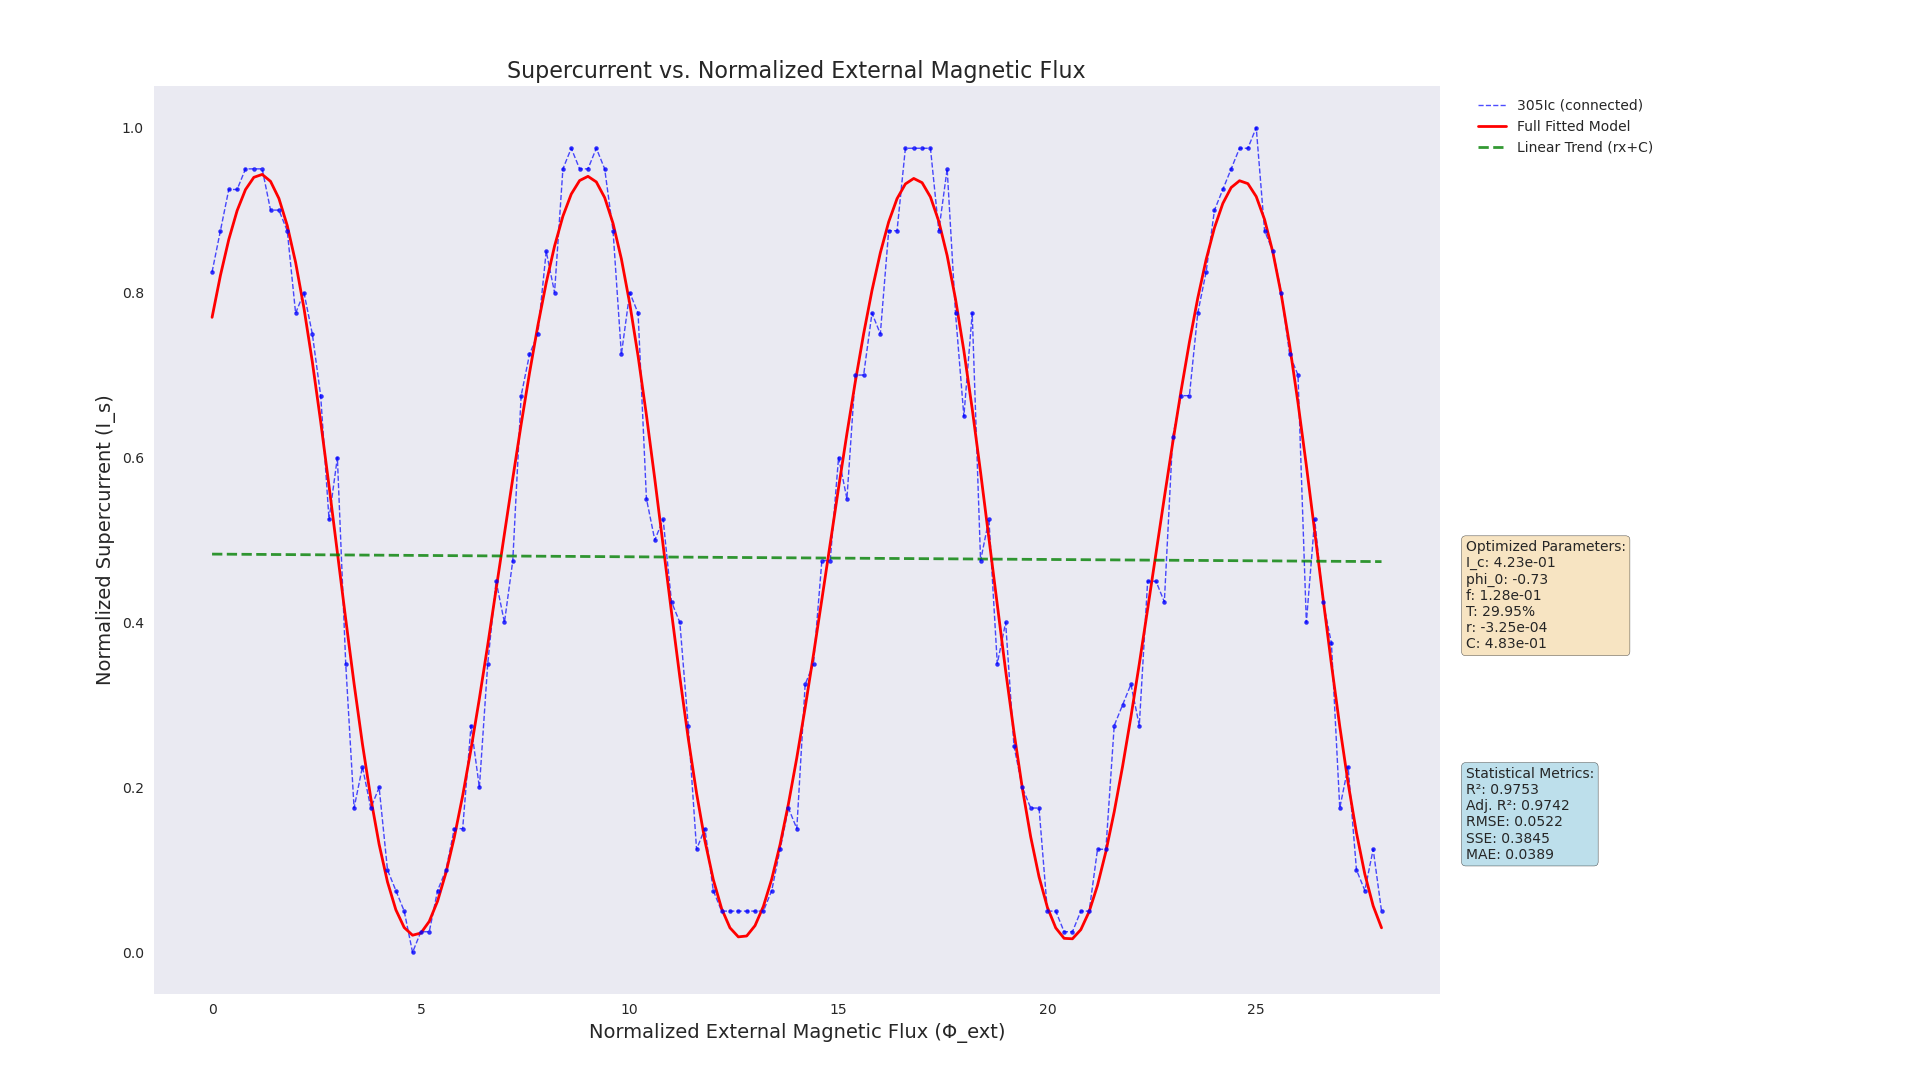 Supercurrent vs. Normalized External Magnetic Flux
305Ic (connected)
Full Fitted Model
Linear Trend (rx+C)
Normalized Supercurrent (I_s)
1.0
0.8
0.6
0.4
0.2
0.0
0 5 10 15 20 25
Normalized External Magnetic Flux (Φ_ext)
Optimized Parameters:
I_c: 4.23e-01
phi_0: -0.73
f: 1.28e-01
T: 29.95%
r: -3.25e-04
C: 4.83e-01
Statistical Metrics:
R²: 0.9753
Adj. R²: 0.9742
RMSE: 0.0522
SSE: 0.3845
MAE: 0.0389